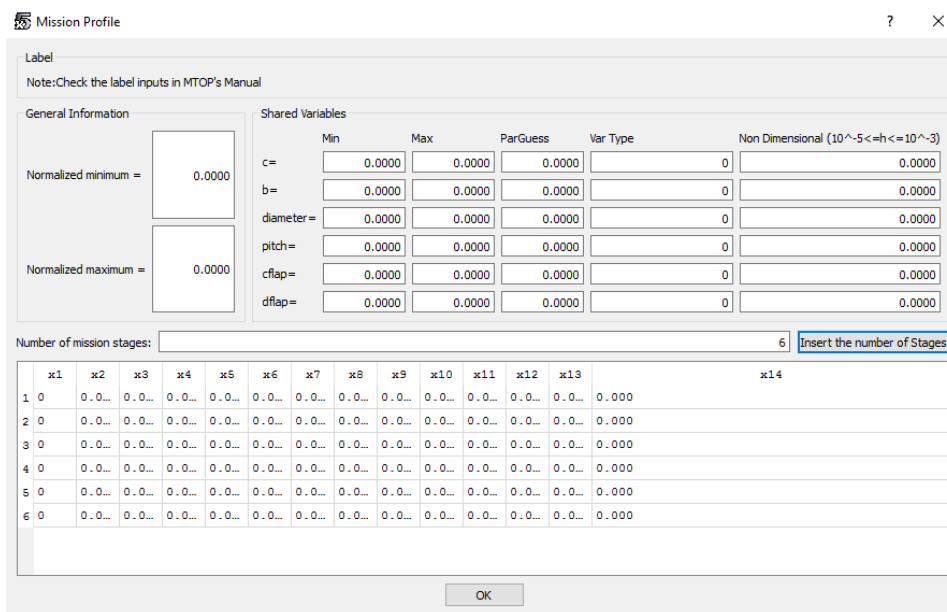 Mission Profile ? ×
Label
Note:Check the label inputs in MTOP's Manual
General Information
Normalized minimum = 0.0000
Normalized maximum = 0.0000
Shared Variables
Min Max ParGuess Var Type Non Dimensional (10^-5<=h<=10^-3)
c= 0.0000 0.0000 0.0000 0 0.0000
b= 0.0000 0.0000 0.0000 0 0.0000
diameter= 0.0000 0.0000 0.0000 0 0.0000
pitch= 0.0000 0.0000 0.0000 0 0.0000
cflap= 0.0000 0.0000 0.0000 0 0.0000
dflap= 0.0000 0.0000 0.0000 0 0.0000
Number of mission stages: 6 Insert the number of Stages
x1 x2 x3 x4 x5 x6 x7 x8 x9 x10 x11 x12 x13 x14
1 0 0.0... 0.0... 0.0... 0.0... 0.0... 0.0... 0.0... 0.0... 0.0... 0.0... 0.0... 0.0... 0.000
2 0 0.0... 0.0... 0.0... 0.0... 0.0... 0.0... 0.0... 0.0... 0.0... 0.0... 0.0... 0.0... 0.000
3 0 0.0... 0.0... 0.0... 0.0... 0.0... 0.0... 0.0... 0.0... 0.0... 0.0... 0.0... 0.0... 0.000
4 0 0.0... 0.0... 0.0... 0.0... 0.0... 0.0... 0.0... 0.0... 0.0... 0.0... 0.0... 0.0... 0.000
5 0 0.0... 0.0... 0.0... 0.0... 0.0... 0.0... 0.0... 0.0... 0.0... 0.0... 0.0... 0.0... 0.000
6 0 0.0... 0.0... 0.0... 0.0... 0.0... 0.0... 0.0... 0.0... 0.0... 0.0... 0.0... 0.0... 0.000
OK